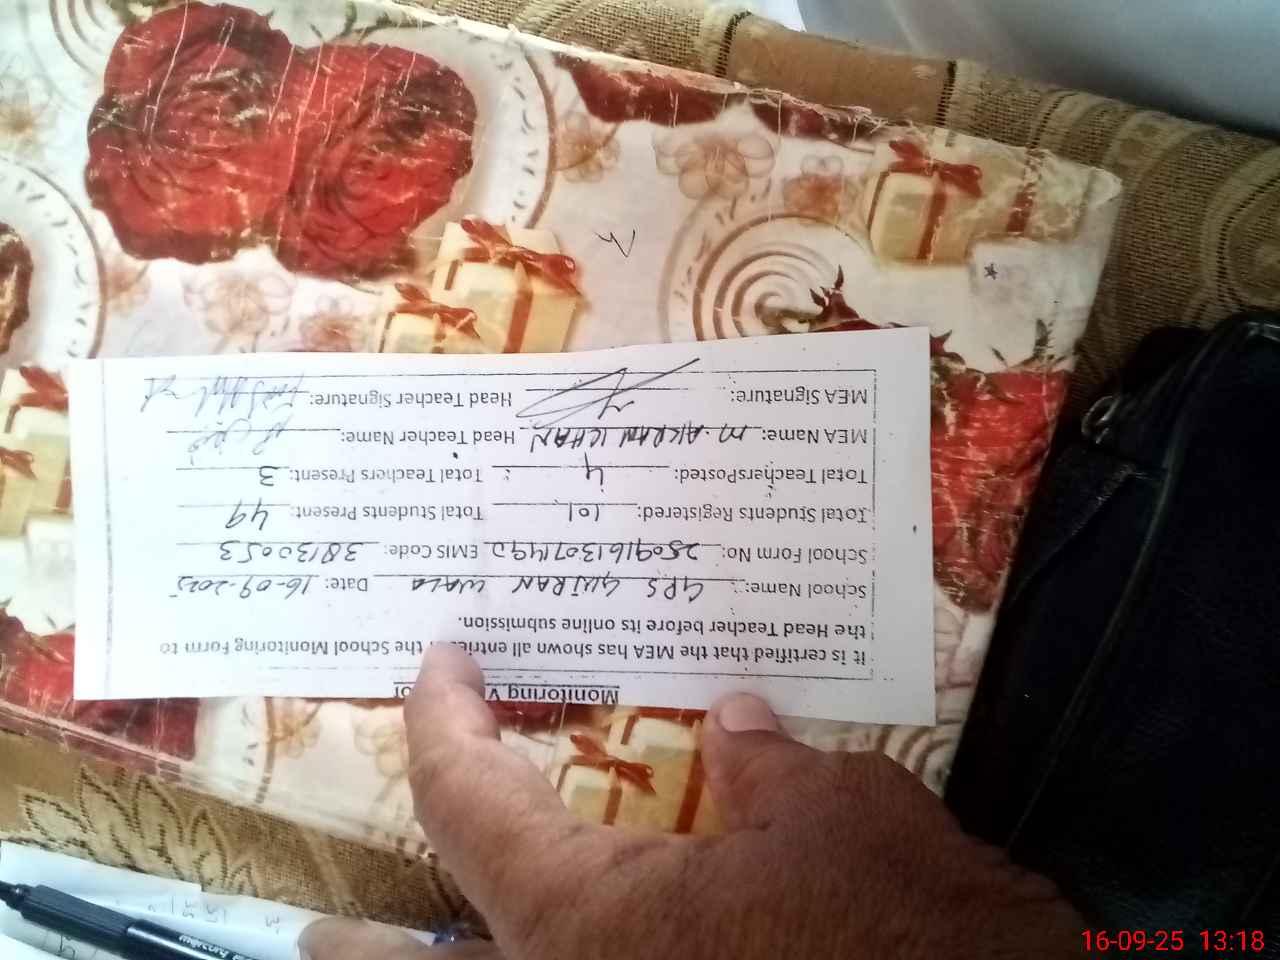 Monitoring V
It is certified that the MEA has shown all entries the School Monitoring Form to
the Head Teacher before its online submission.
School Name: GPS GUJRAN WALA Date: 16-09-2025
School Form No: EMIS Code: 38130053
Total Students Registered: 101 Total Students Present: 49
Total TeachersPosted: 4 Total Teachers Present: 3
MEA Name: M. AKRAM KHAN Head Teacher Name:
MEA Signature: Head Teacher Signature:
16-09-25 13:18